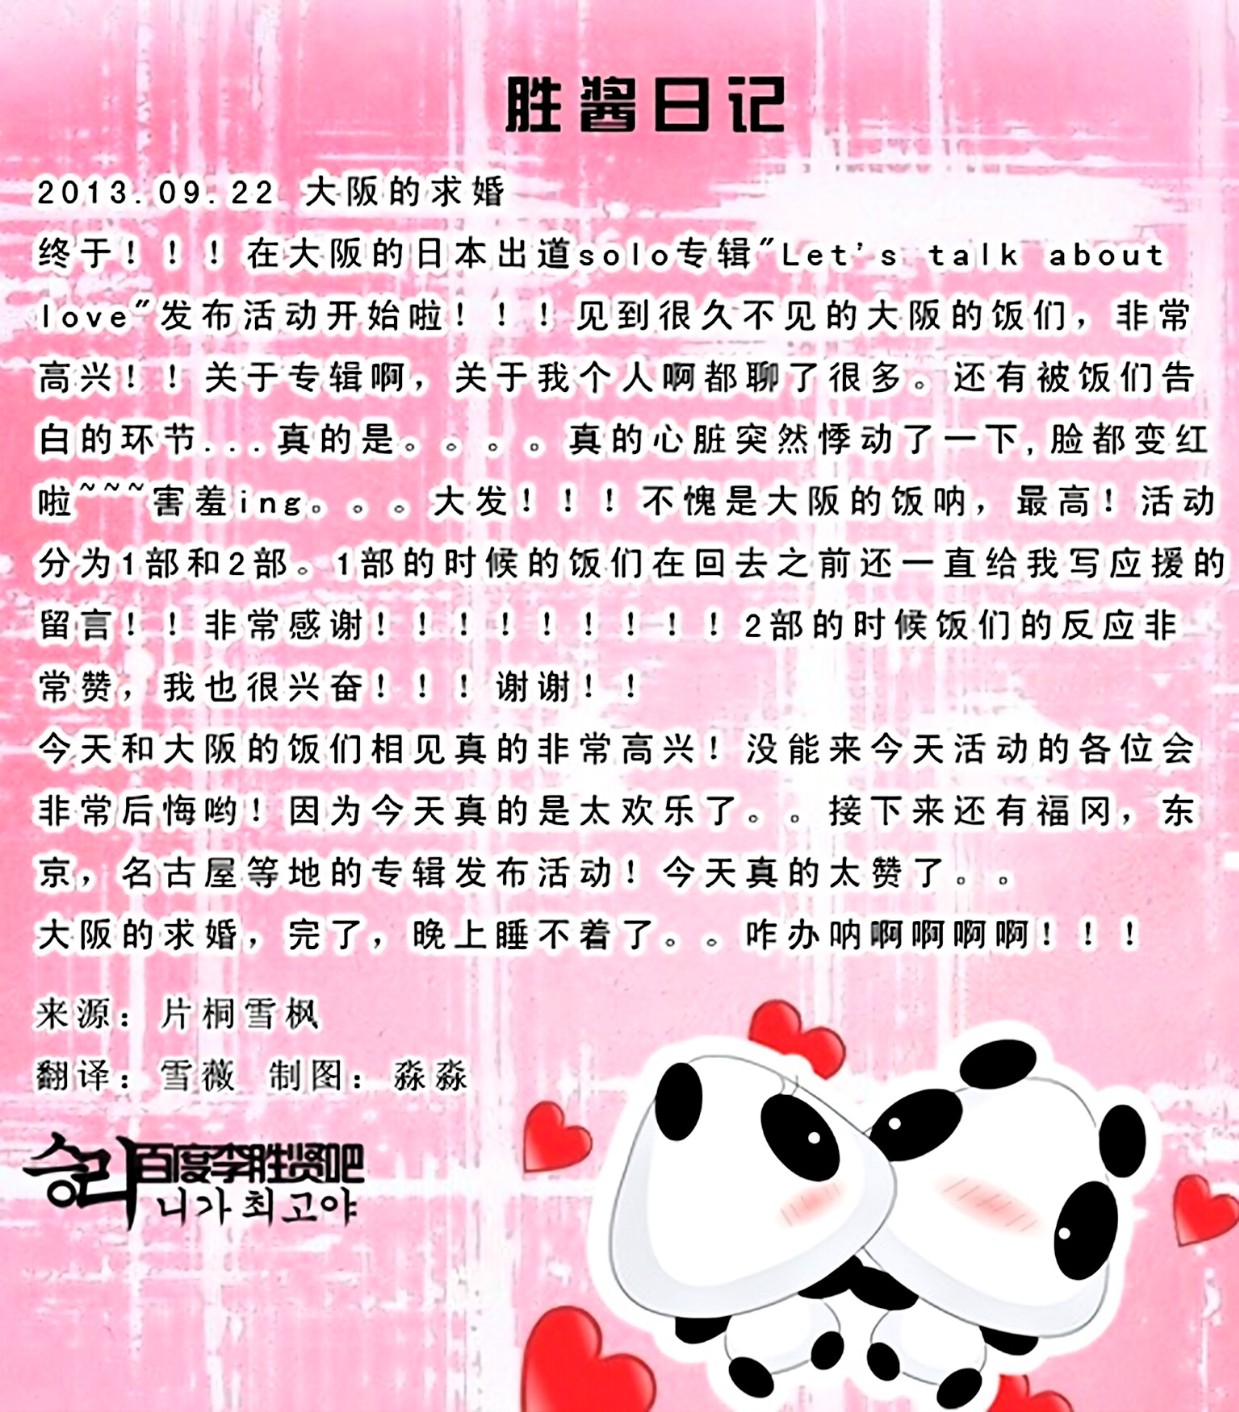 胜酱日记
2013.09.22 大阪的求婚
终于！！！在大阪的日本出道solo专辑"Let's talk about
love"发布活动开始啦！！！见到很久不见的大阪的饭们，非常
高兴！！关于专辑啊，关于我个人啊都聊了很多。还有被饭们告
白的环节...真的是。。。。真的心脏突然悸动了一下,脸都变红
啦~~~害羞ing。。。大发！！！不愧是大阪的饭呐，最高！活动
分为1部和2部。1部的时候的饭们在回去之前还一直给我写应援的
留言！！非常感谢！！！！！！！！！2部的时候饭们的反应非
常赞，我也很兴奋！！！谢谢！！
今天和大阪的饭们相见真的非常高兴！没能来今天活动的各位会
非常后悔哟！因为今天真的是太欢乐了。。接下来还有福冈，东
京，名古屋等地的专辑发布活动！今天真的太赞了。。
大阪的求婚，完了，晚上睡不着了。。咋办呐啊啊啊啊！！！
来源：片桐雪枫
翻译：雪薇 制图：淼淼
승리百度李胜贤吧
니가 최고야